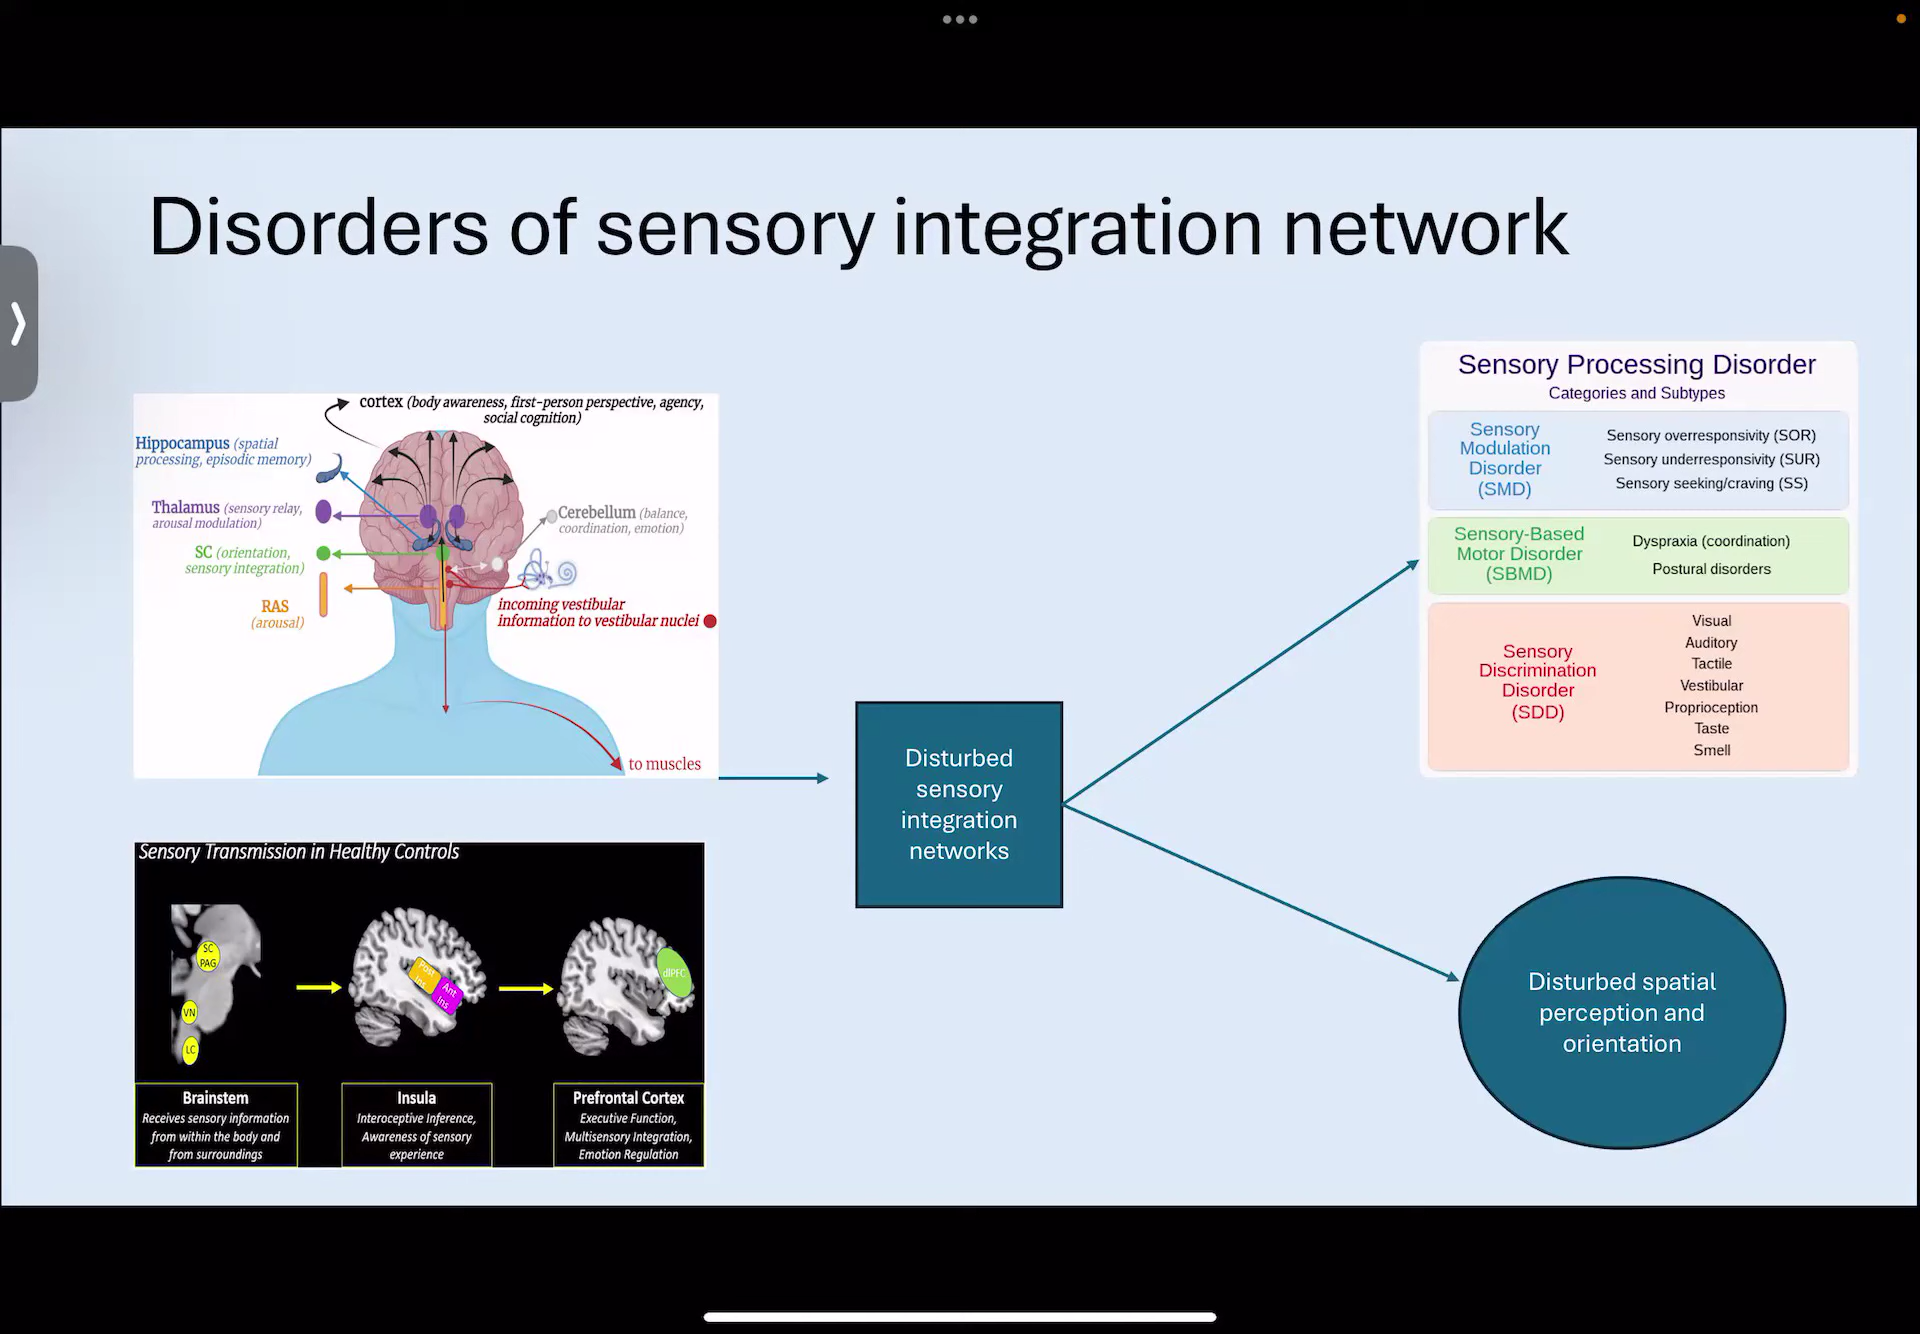 Disorders of sensory integration network
cortex (body awareness, first-person perspective, agency,
social cognition)
Hippocampus (spatial
processing, episodic memory)
Thalamus (sensory relay,
arousal modulation)
SC (orientation,
sensory integration)
RAS
(arousal)
Cerebellum (balance,
coordination, emotion)
incoming vestibular
information to vestibular nuclei
to muscles
Sensory Transmission in Healthy Controls
SC
PAG
VN
LC
Post
Ins
Ant
Ins
dlPFC
Brainstem
Receives sensory information
from within the body and
from surroundings
Insula
Interoceptive Inference,
Awareness of sensory
experience
Prefrontal Cortex
Executive Function,
Multisensory Integration,
Emotion Regulation
Disturbed
sensory
integration
networks
Sensory Processing Disorder
Categories and Subtypes
Sensory
Modulation
Disorder
(SMD)
Sensory overresponsivity (SOR)
Sensory underresponsivity (SUR)
Sensory seeking/craving (SS)
Sensory-Based
Motor Disorder
(SBMD)
Dyspraxia (coordination)
Postural disorders
Sensory
Discrimination
Disorder
(SDD)
Visual
Auditory
Tactile
Vestibular
Proprioception
Taste
Smell
Disturbed spatial
perception and
orientation